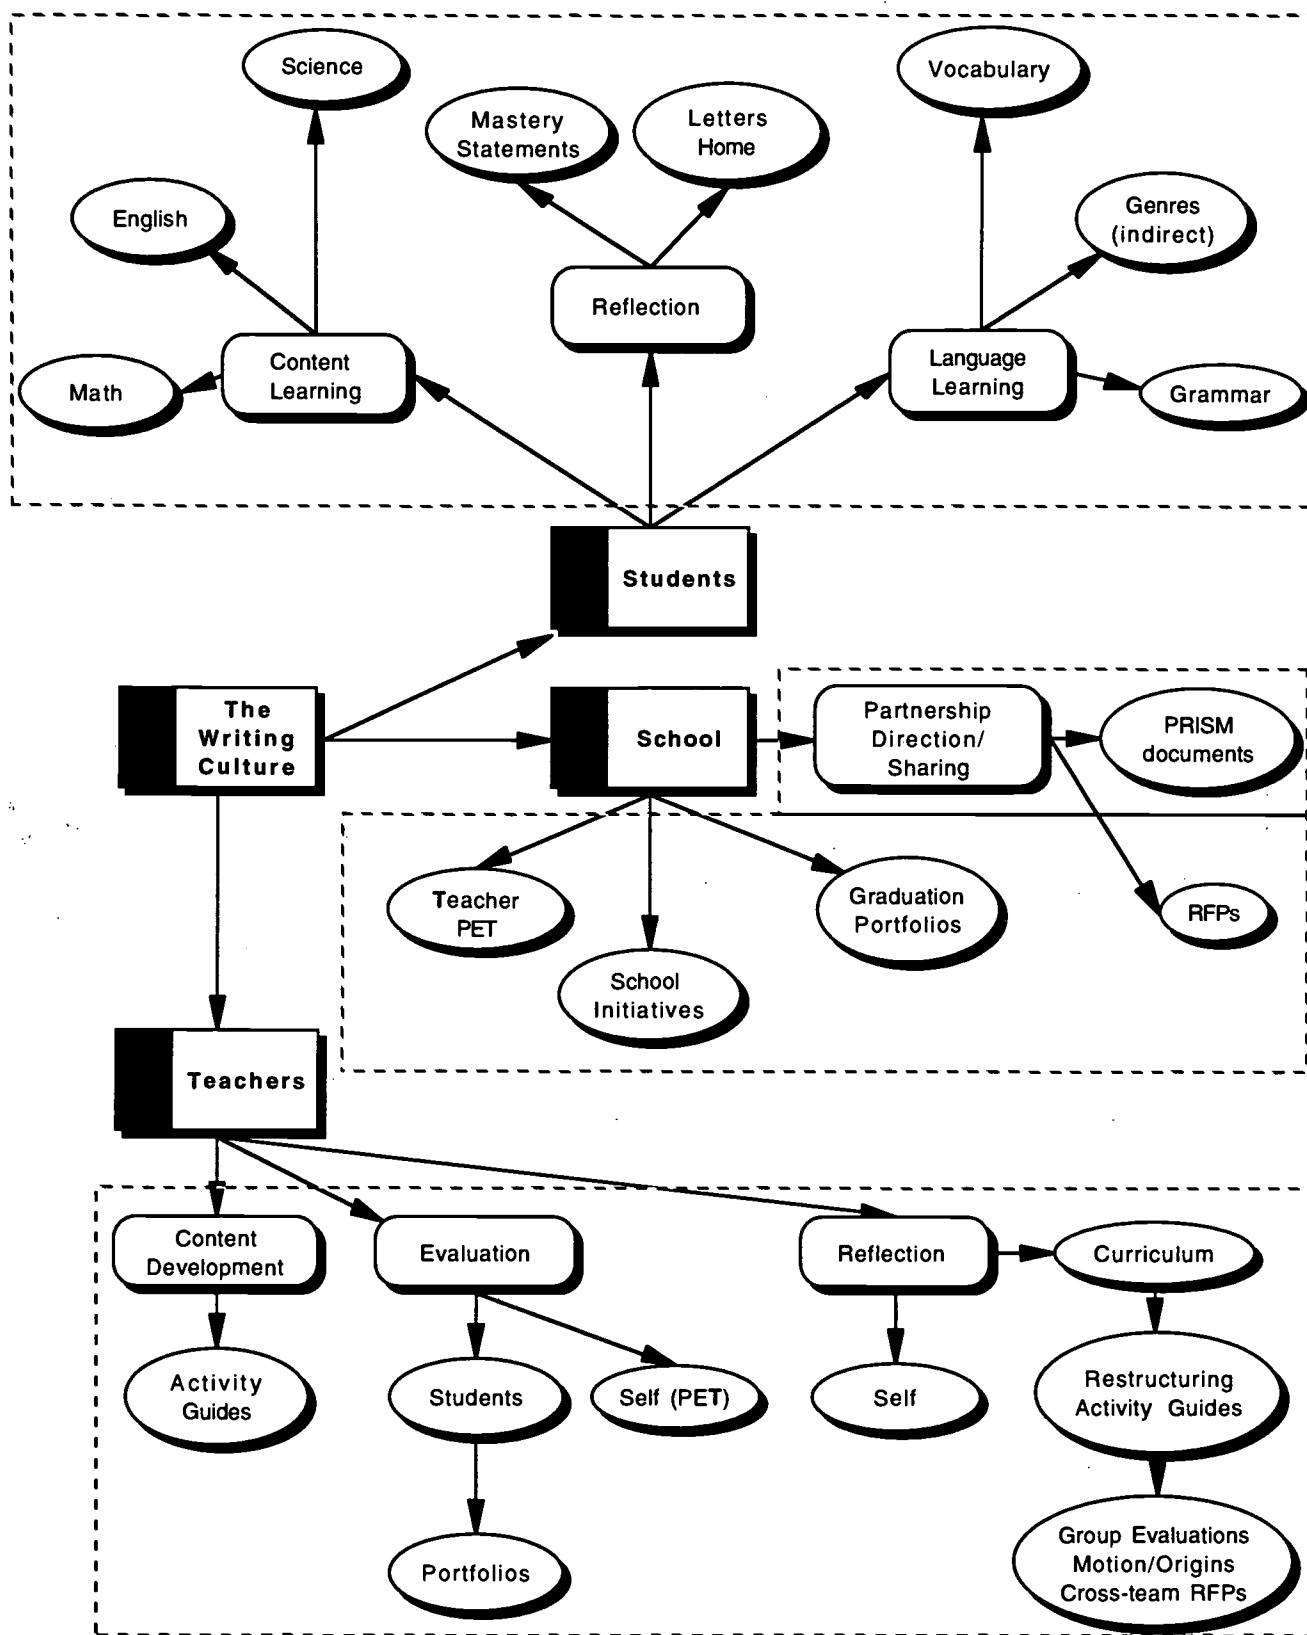 Science
Vocabulary
Mastery
Statements
Letters
Home
English
Genres
(indirect)
Reflection
Content
Learning
Language
Learning
Math
Grammar
Students
The
Writing
Culture
School
Partnership
Direction/
Sharing
PRISM
documents
Teacher
PET
Graduation
Portfolios
RFPs
School
Initiatives
Teachers
Content
Development
Evaluation
Reflection
Curriculum
Activity
Guides
Students
Self (PET)
Self
Restructuring
Activity Guides
Portfolios
Group Evaluations
Motion/Origins
Cross-team RFPs